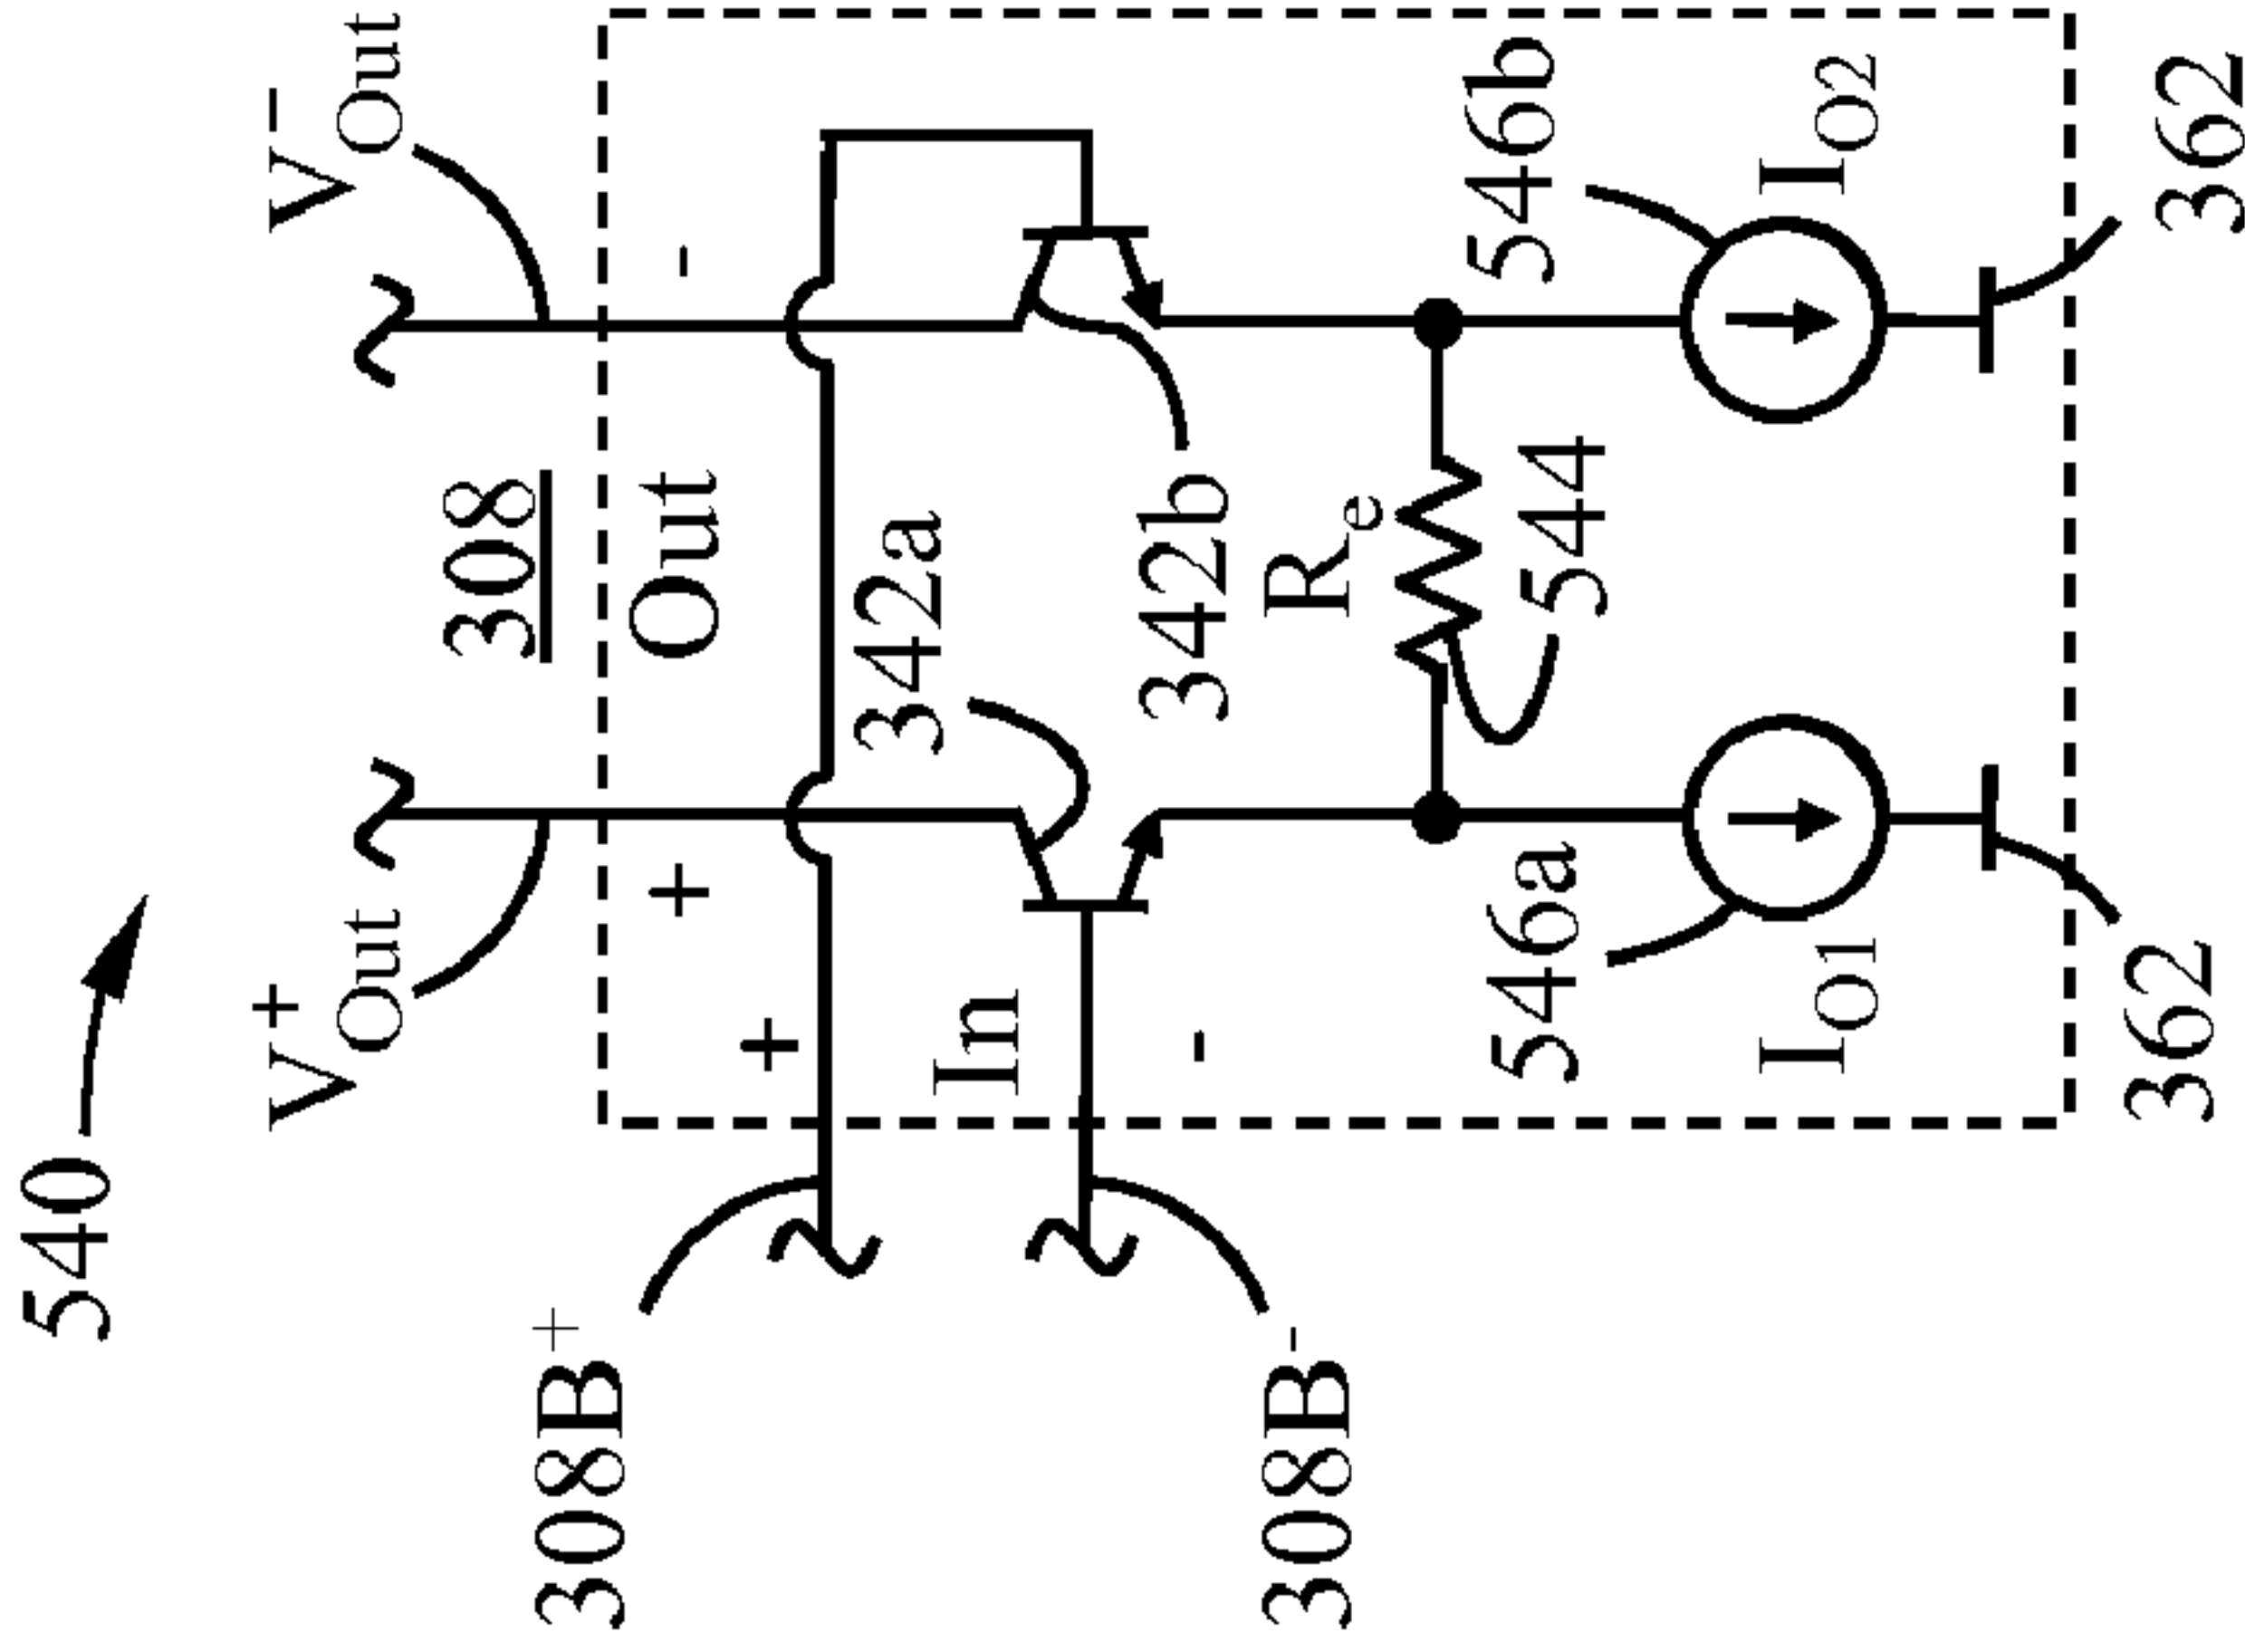 540
V+Out
V-Out
308
+
Out
-
308B+
+
In
-
308B-
342a
342b
Re
544
546a
546b
IO1
IO2
362
362